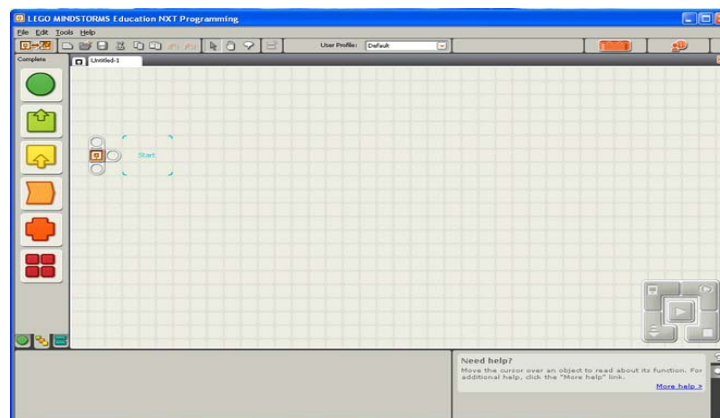 LEGO MINDSTORMS Education NXT Programming
File Edit Tools Help
User Profile: Default
Complete
Untitled-1
Start
Need help?
Move the cursor over an object to read about its function. For
additional help, click the "More help" link.
More help »